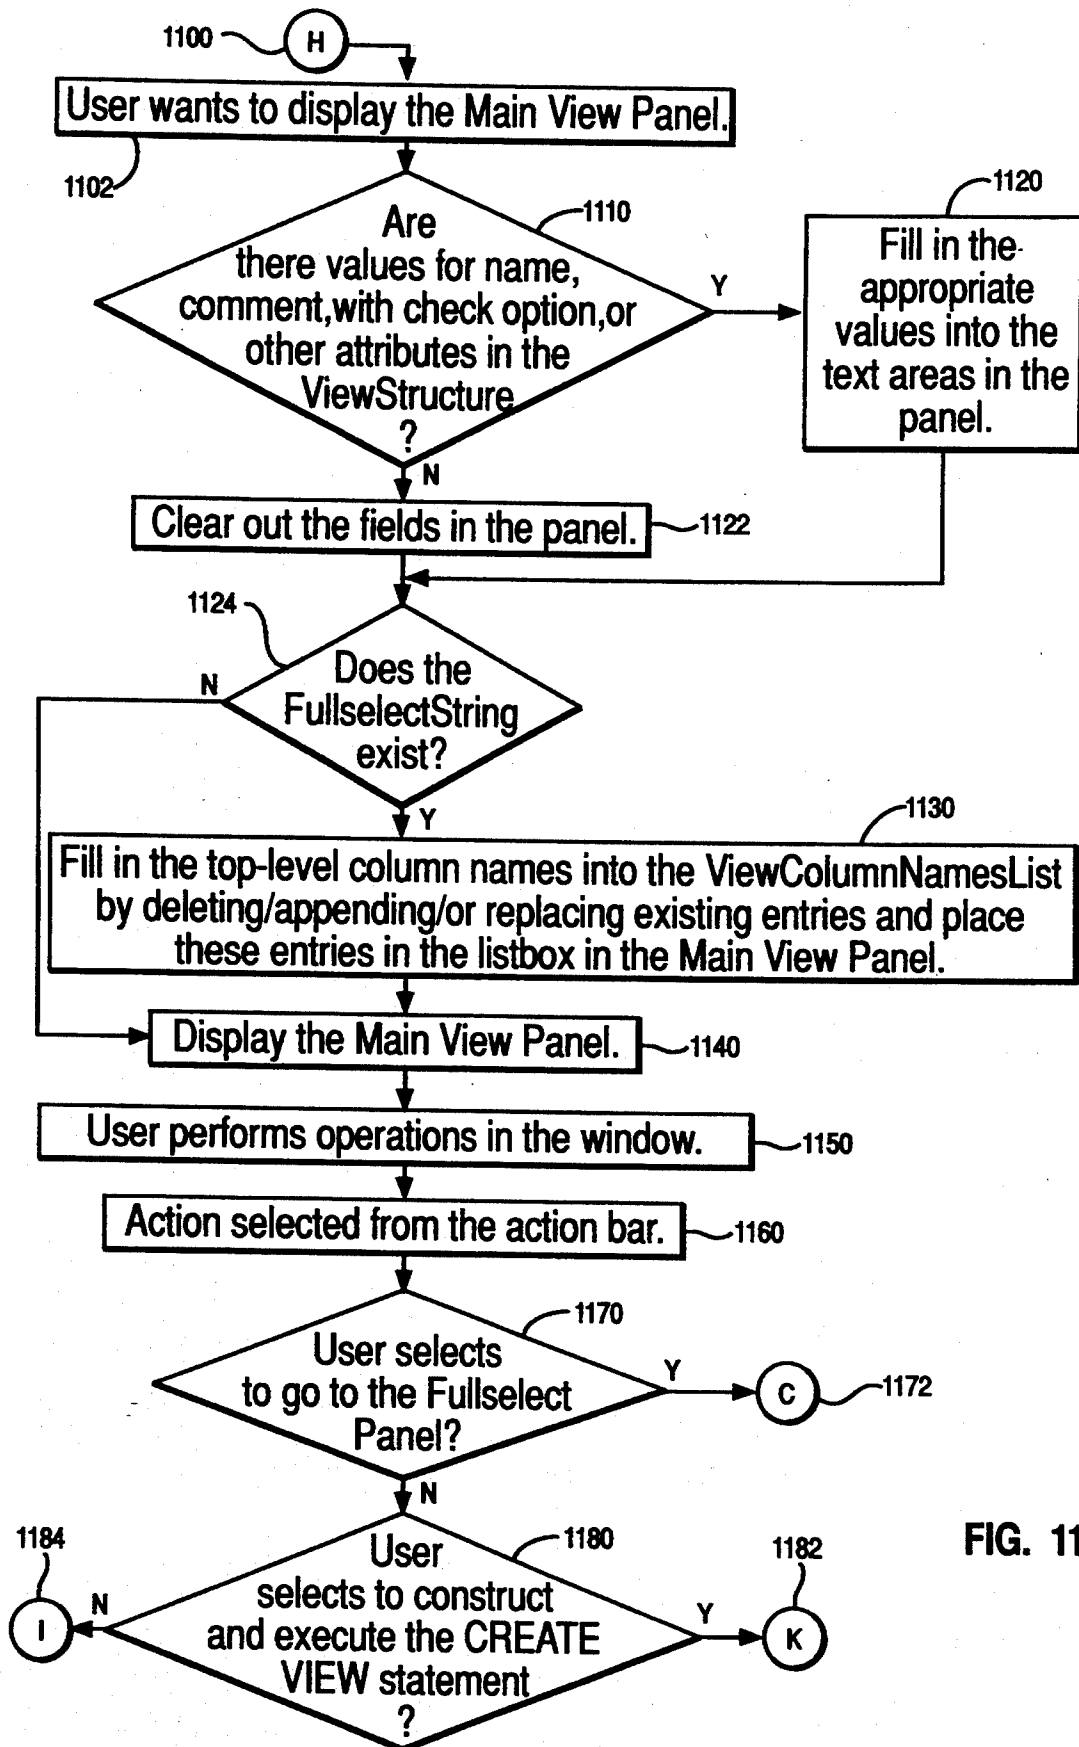 1100
H
User wants to display the Main View Panel.
1102
1110
Are
there values for name,
comment,with check option,or
other attributes in the
ViewStructure
?
Y
N
1120
Fill in the
appropriate
values into the
text areas in the
panel.
Clear out the fields in the panel.
1122
1124
Does the
FullselectString
exist?
N
Y
1130
Fill in the top-level column names into the ViewColumnNamesList
by deleting/appending/or replacing existing entries and place
these entries in the listbox in the Main View Panel.
Display the Main View Panel.
1140
User performs operations in the window.
1150
Action selected from the action bar.
1160
1170
User selects
to go to the Fullselect
Panel?
Y
C
1172
N
1180
User
selects to construct
and execute the CREATE
VIEW statement
?
1184
I
N
Y
1182
K
FIG. 11